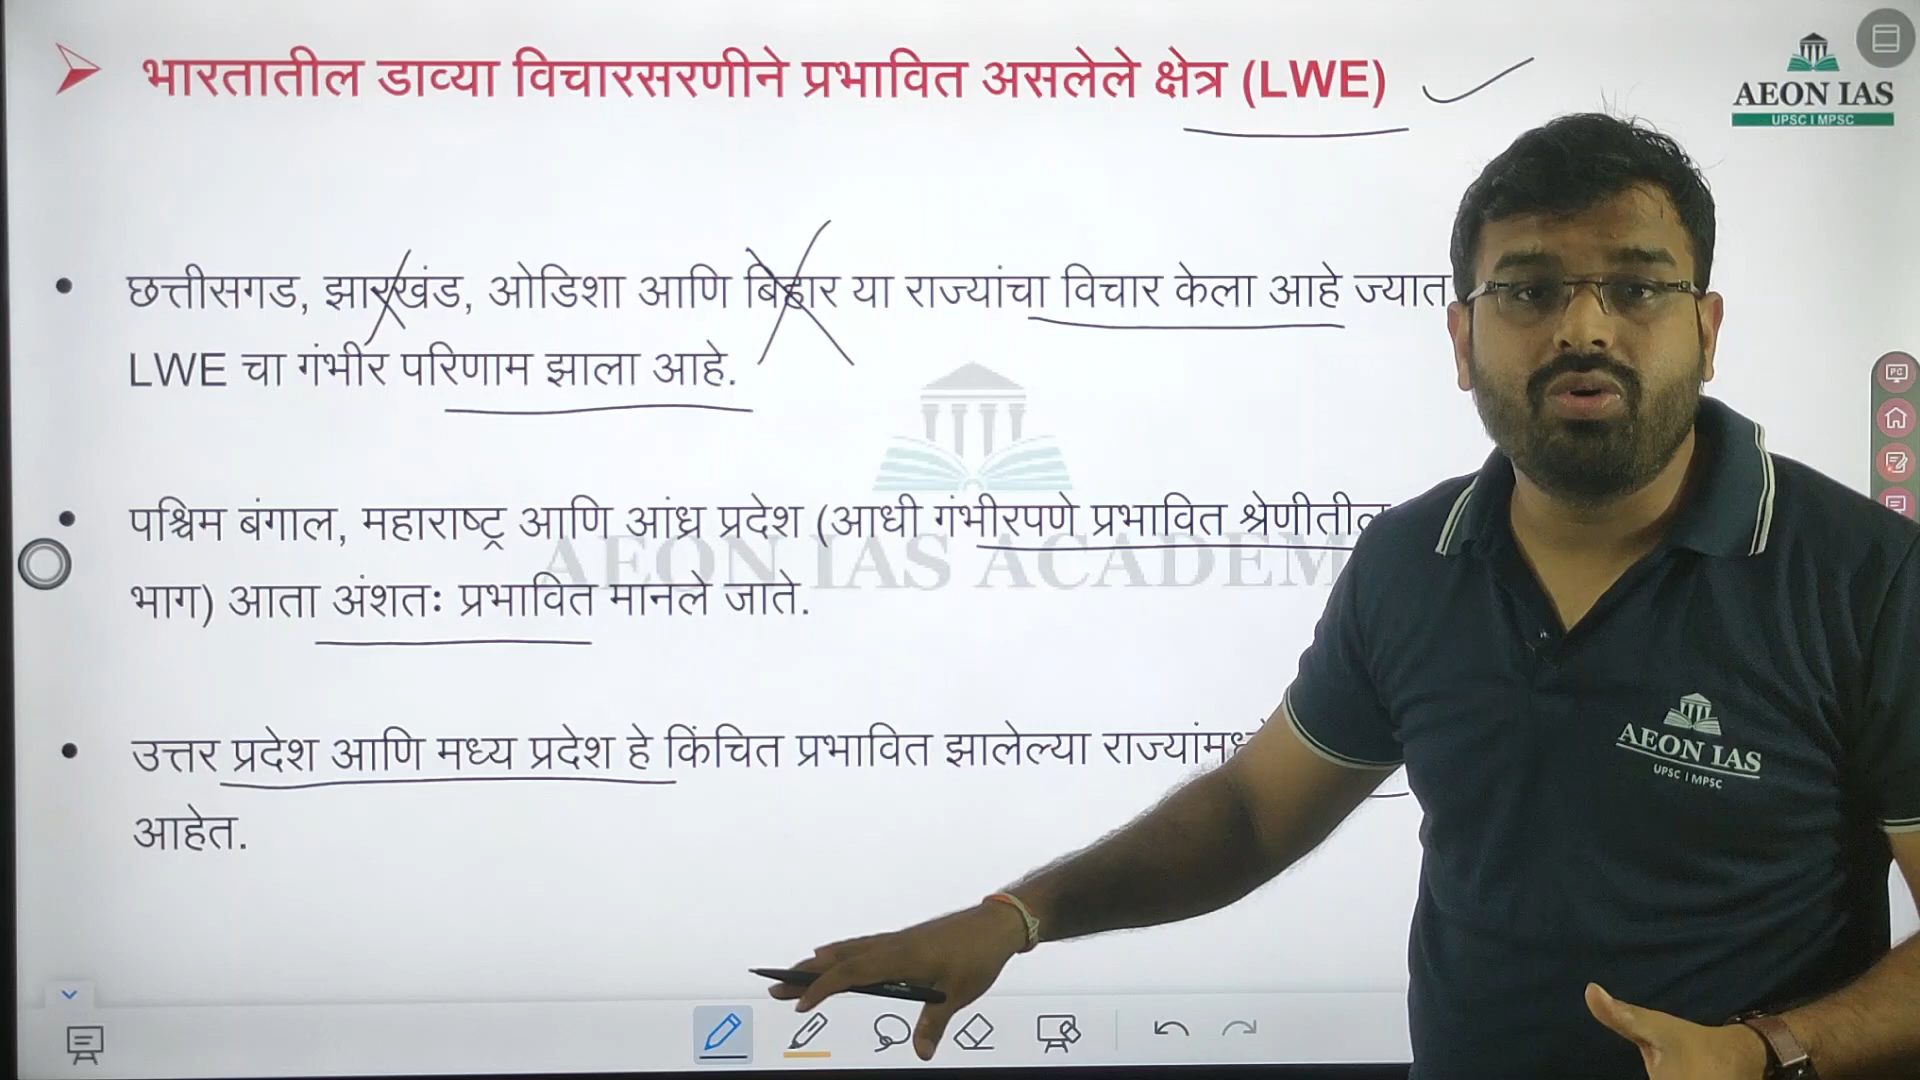 भारतातील डाव्या विचारसरणीने प्रभावित असलेले क्षेत्र (LWE)
AEON IAS
UPSC I MPSC
• छत्तीसगड, झारखंड, ओडिशा आणि बिहार या राज्यांचा विचार केला आहे ज्यात
LWE चा गंभीर परिणाम झाला आहे.
• पश्चिम बंगाल, महाराष्ट्र आणि आंध्र प्रदेश (आधी गंभीरपणे प्रभावित श्रेणीतील
भाग) आता अंशतः प्रभावित मानले जाते.
AEON IAS ACADEM
• उत्तर प्रदेश आणि मध्य प्रदेश हे किंचित प्रभावित झालेल्या
आहेत.
AEON IAS
UPSC I MPSC
PC